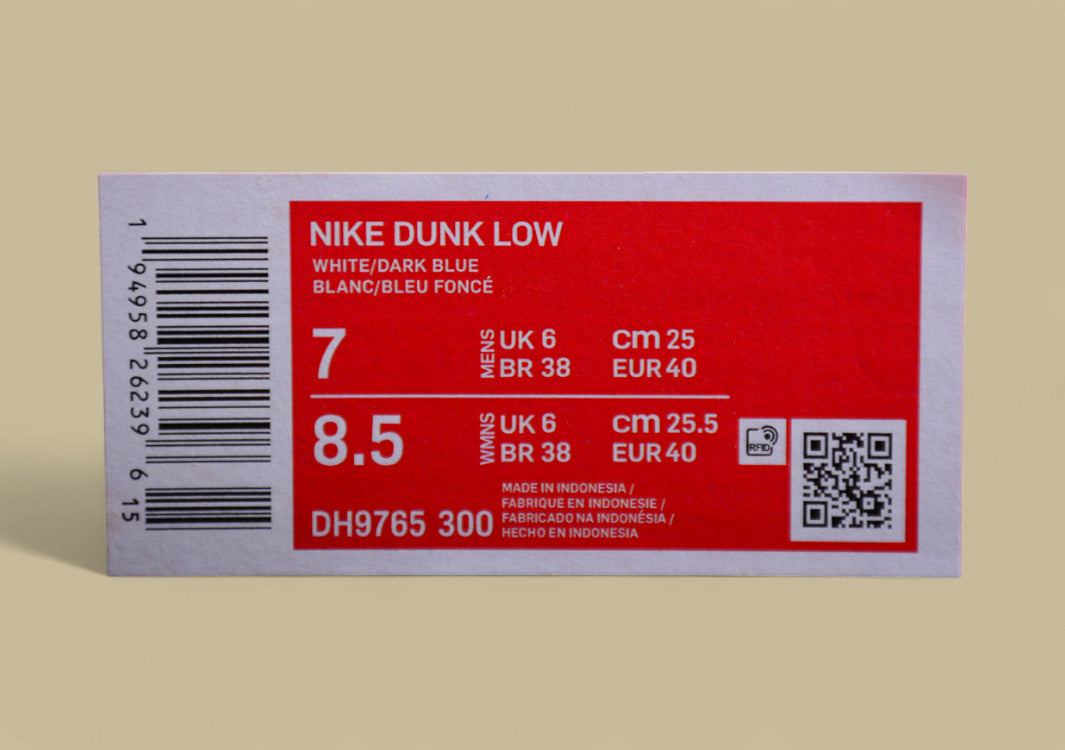 1 94958 26239 6 15
NIKE DUNK LOW
WHITE/DARK BLUE
BLANC/BLEU FONCÉ
7
MENS
UK 6
cm 25
BR 38
EUR 40
8.5
WMNS
UK 6
cm 25.5
BR 38
EUR 40
RFID
DH9765 300
MADE IN INDONESIA /
FABRIQUE EN INDONESIE /
FABRICADO NA INDONÉSIA /
HECHO EN INDONESIA